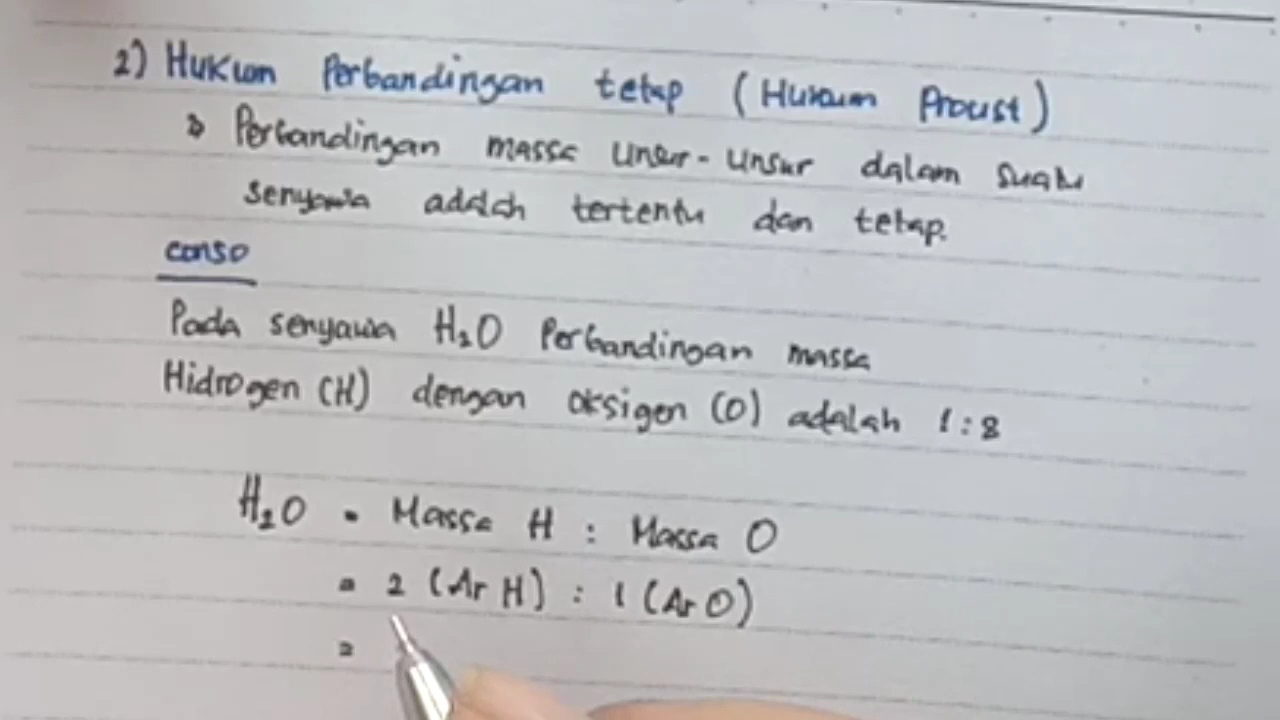 2) Hukum Perbandingan tetap (Hukum Proust)
Perbandingan massa unsur-unsur dalam suatu
senyawa adalah tertentu dan tetap.
conso
Pada senyawa H₂O Perbandingan massa
Hidrogen (H) dengan oksigen (O) adalah 1:8
H₂O = Massa H : Massa O
= 2 (Ar H) : 1 (Ar O)
=